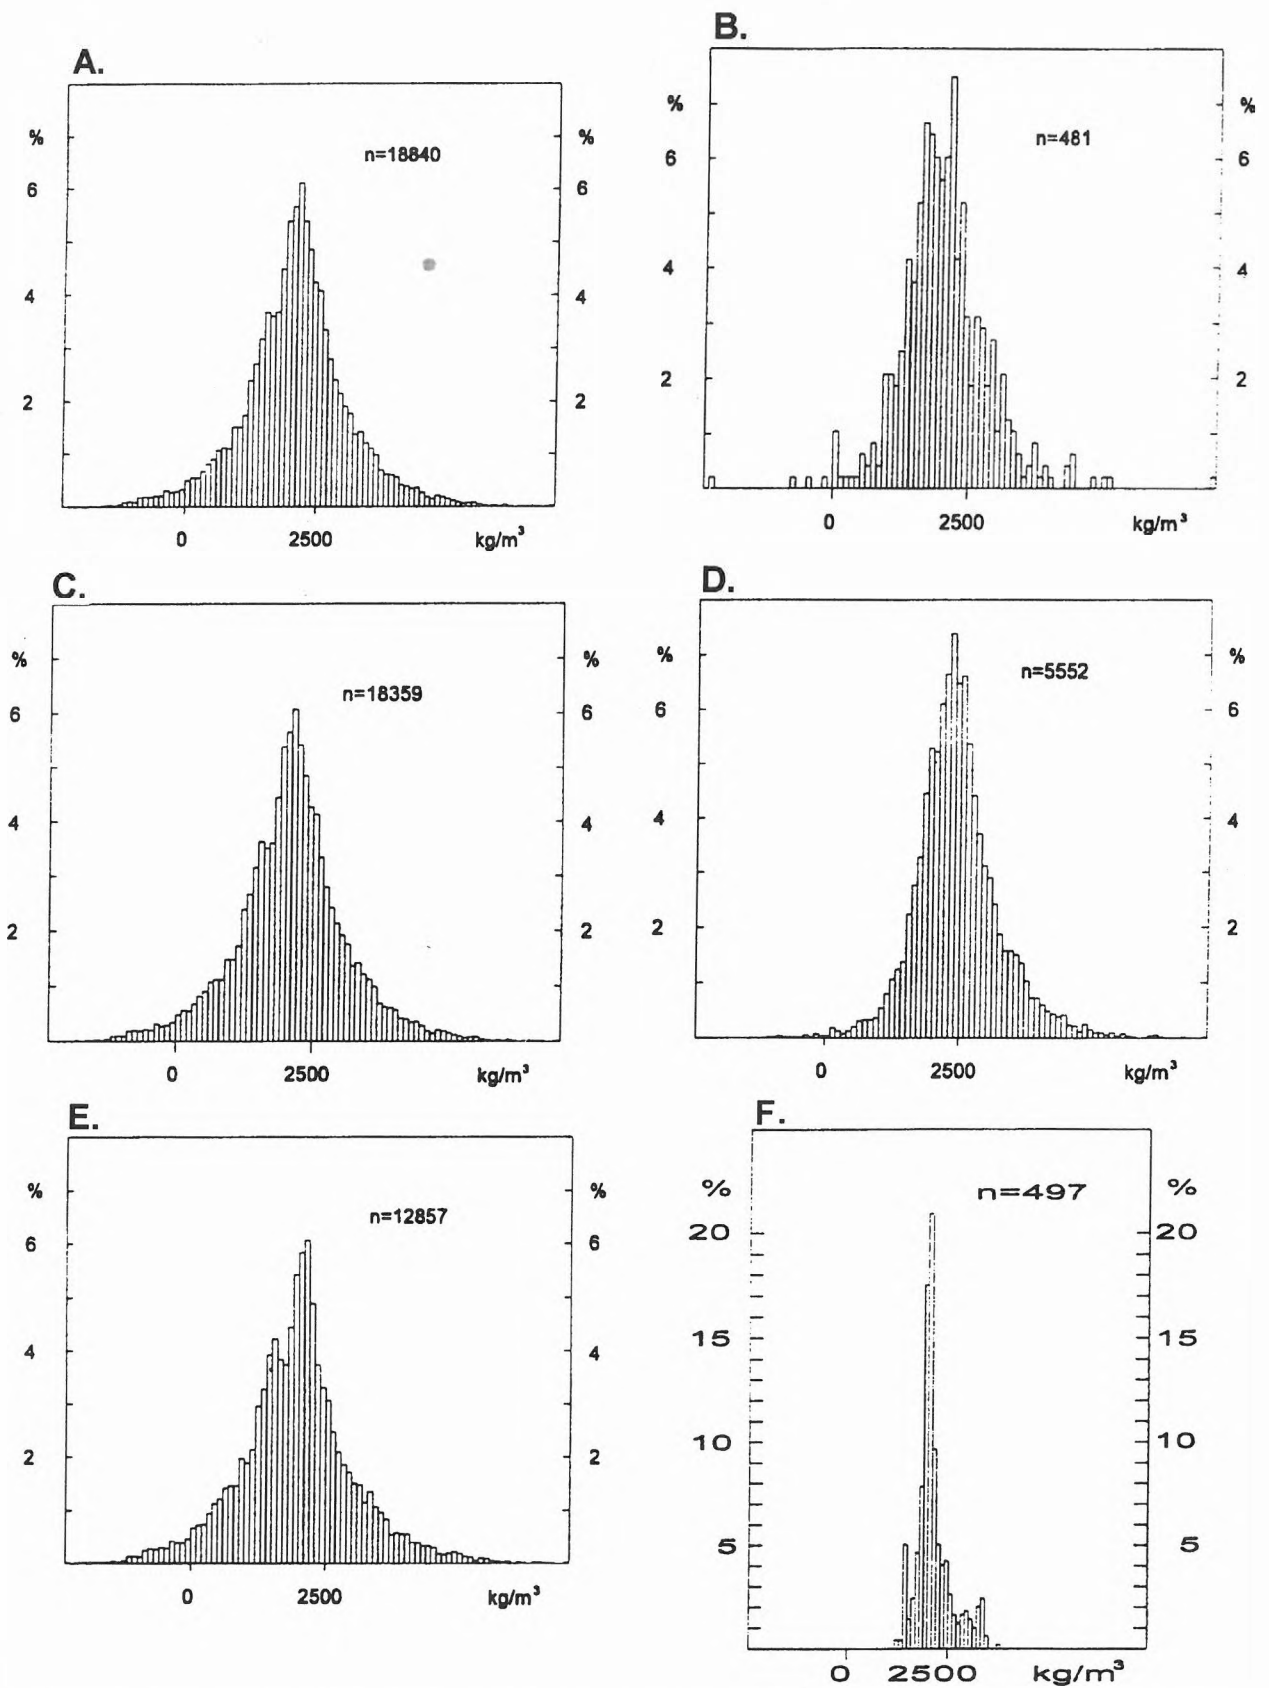 A.
% %
n=18840
6 6
4 4
2 2
0 2500 kg/m³
B.
% %
n=481
6 6
4 4
2 2
0 2500 kg/m³
C.
% %
n=18359
6 6
4 4
2 2
0 2500 kg/m³
D.
% %
n=5552
6 6
4 4
2 2
0 2500 kg/m³
E.
% %
n=12857
6 6
4 4
2 2
0 2500 kg/m³
F.
% %
n=497
20 20
15 15
10 10
5 5
0 2500 kg/m³